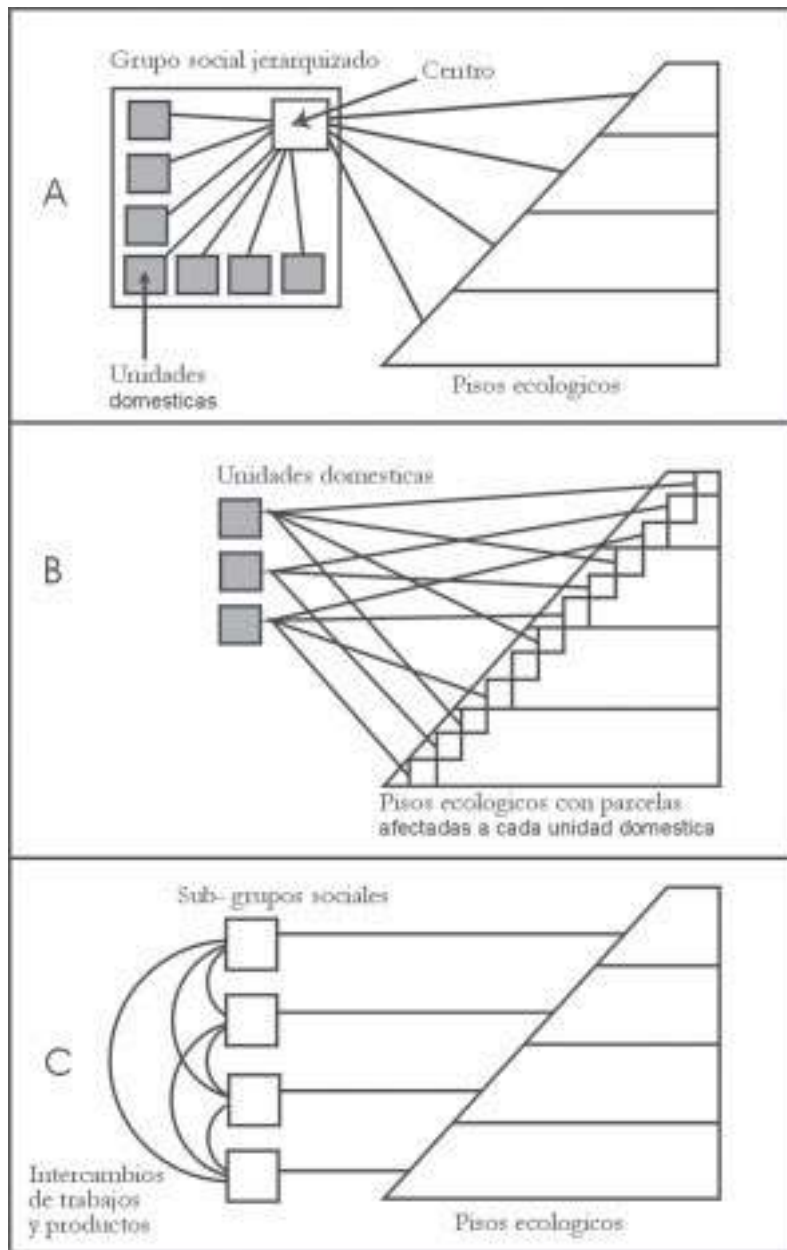 Grupo social jerarquizado
Centro
A
Unidades
domesticas
Pisos ecologicos
Unidades domesticas
B
Pisos ecologicos con parcelas
afectadas a cada unidad domestica
Sub- grupos sociales
C
Intercambios
de trabajos
y productos
Pisos ecologicos